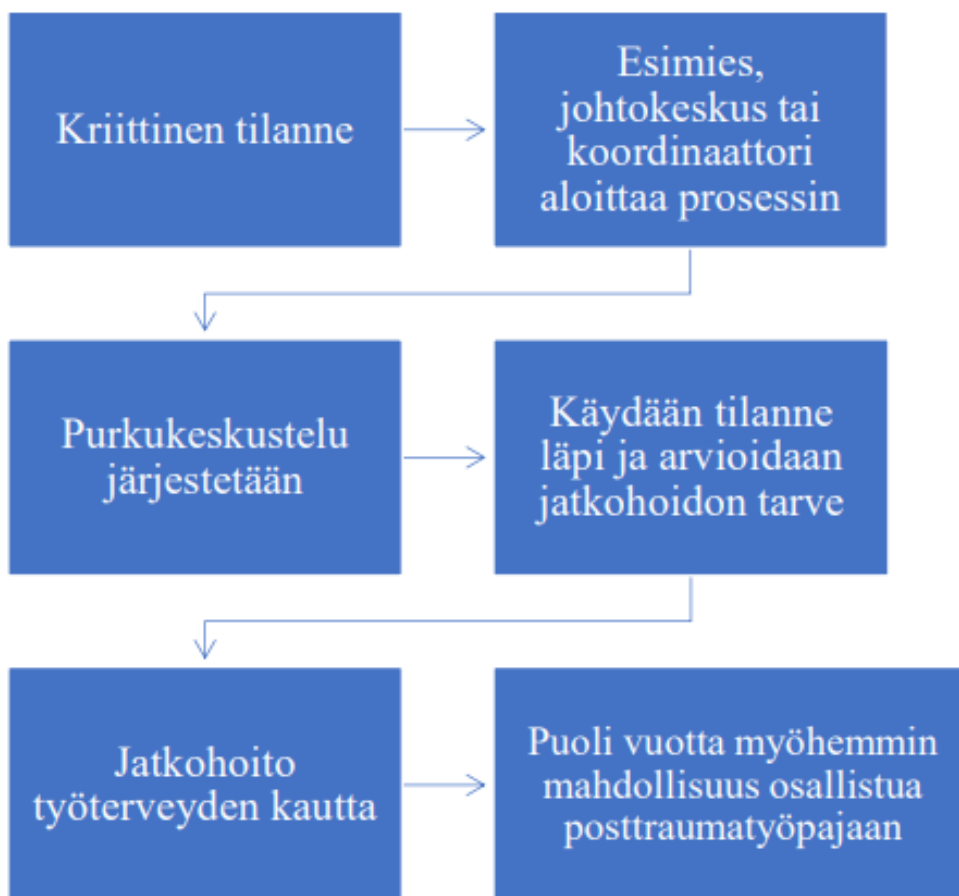 Kriittinen tilanne
Esimies,
johtokeskus tai
koordinaattori
aloittaa prosessin
Purkukeskustelu
järjestetään
Käydään tilanne
läpi ja arvioidaan
jatkohoidon tarve
Jatkohoito
työterveyden kautta
Puoli vuotta myöhemmin
mahdollisuus osallistua
posttraumatyöpajaan